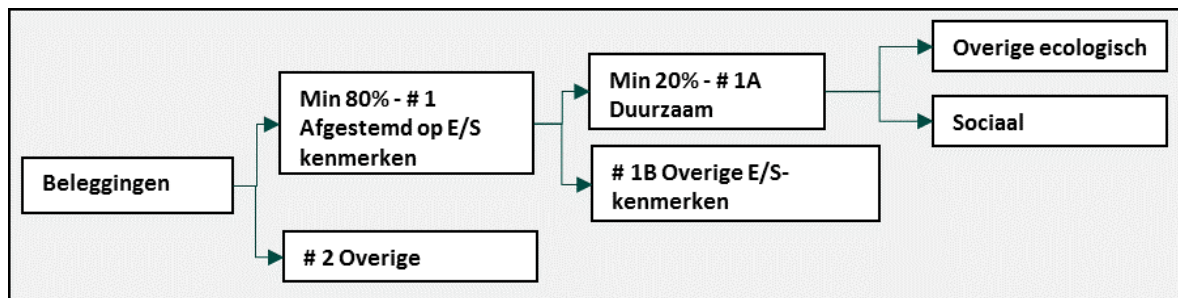 Beleggingen
Min 80% - # 1
Afgestemd op E/S
kenmerken
# 2 Overige
Min 20% - # 1A
Duurzaam
# 1B Overige E/S-
kenmerken
Overige ecologisch
Sociaal